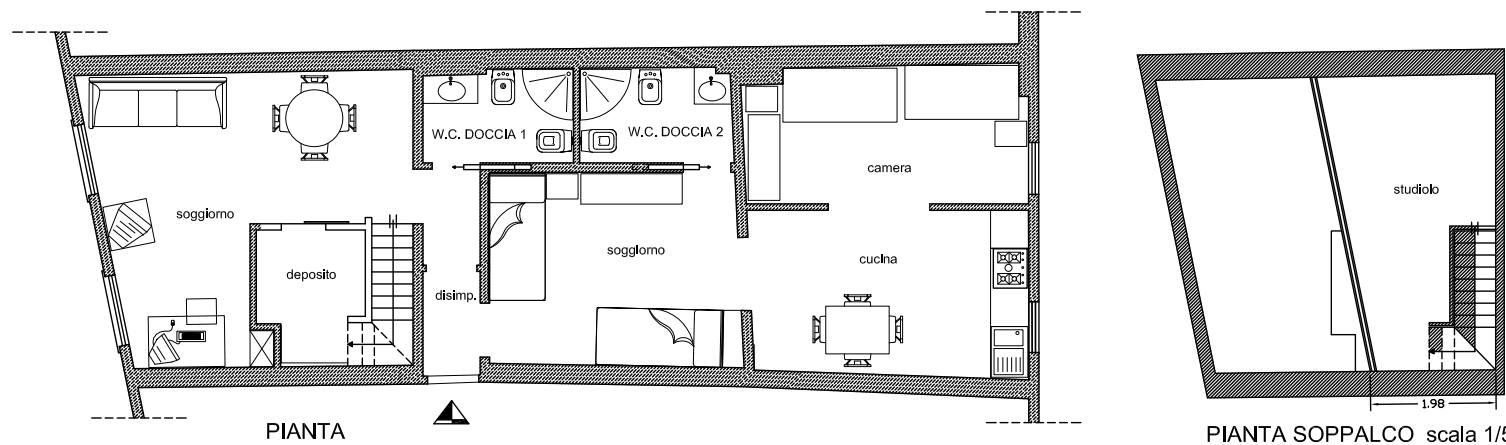 W.C. DOCCIA 1
W.C. DOCCIA 2
camera
soggiorno
deposito
disimp.
soggiorno
cucina
PIANTA
studiolo
1.98
PIANTA SOPPALCO scala 1/5